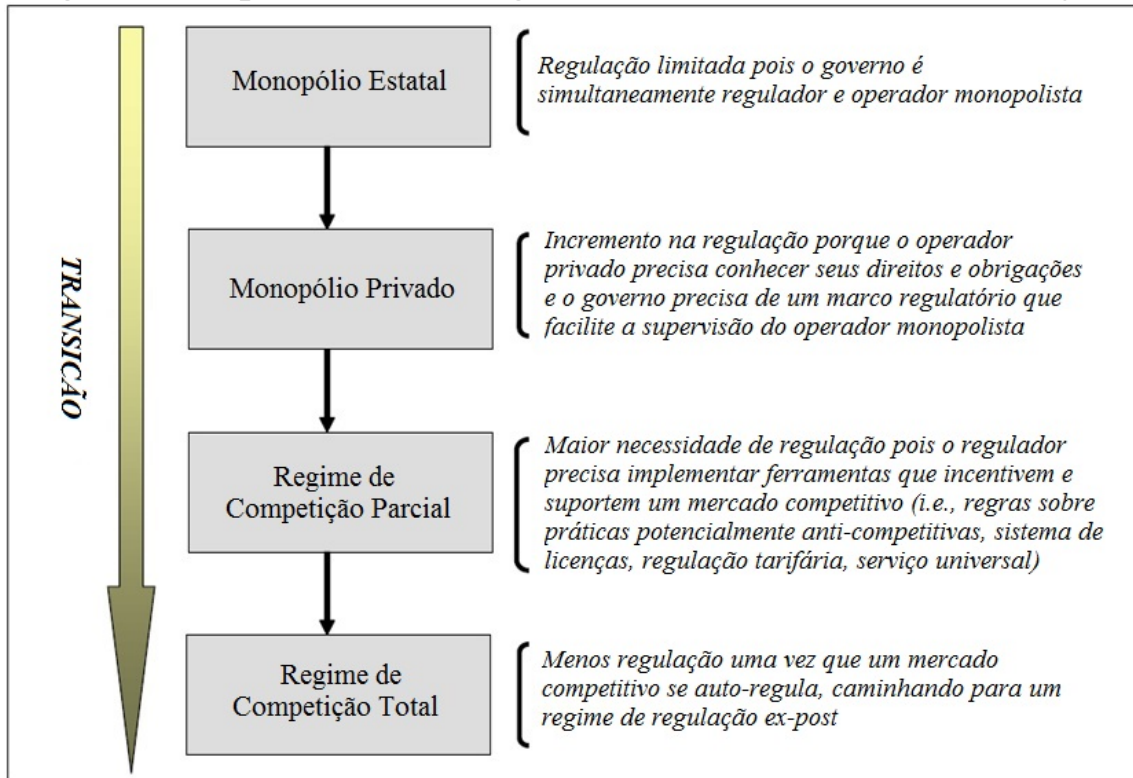 Monopólio Estatal
Regulação limitada pois o governo é
simultaneamente regulador e operador monopolista
Monopólio Privado
Incremento na regulação porque o operador
privado precisa conhecer seus direitos e obrigações
e o governo precisa de um marco regulatório que
facilite a supervisão do operador monopolista
TRANSICÃO
Regime de
Competição Parcial
Maior necessidade de regulação pois o regulador
precisa implementar ferramentas que incentivem e
suportem um mercado competitivo (i.e., regras sobre
práticas potencialmente anti-competitivas, sistema de
licenças, regulação tarifária, serviço universal)
Regime de
Competição Total
Menos regulação uma vez que um mercado
competitivo se auto-regula, caminhando para um
regime de regulação ex-post